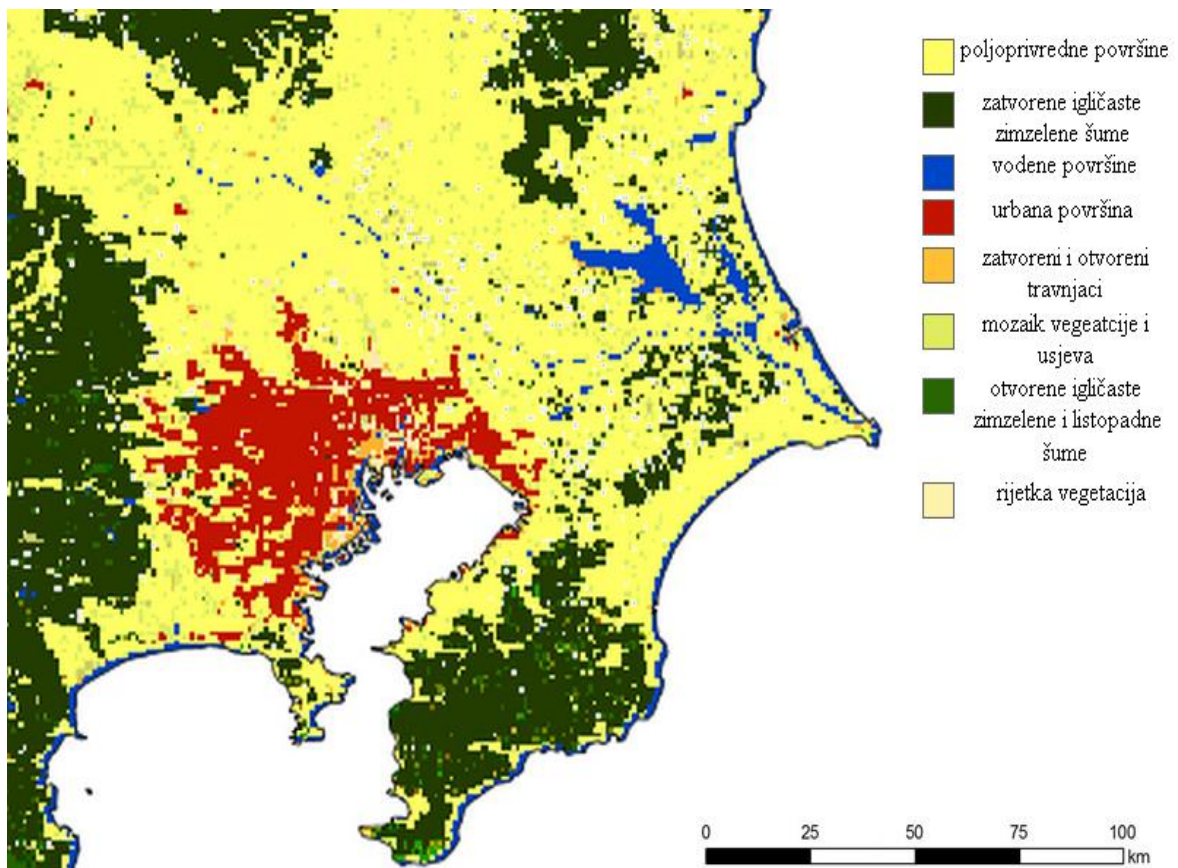 poljoprivredne površine
zatvorene igličaste
zimzelene šume
vodene površine
urbana površina
zatvoreni i otvoreni
travnjaci
mozaik vegeatcije i
usjeva
otvorene igličaste
zimzelene i listopadne
šume
rijetka vegetacija
0 25 50 75 100
km